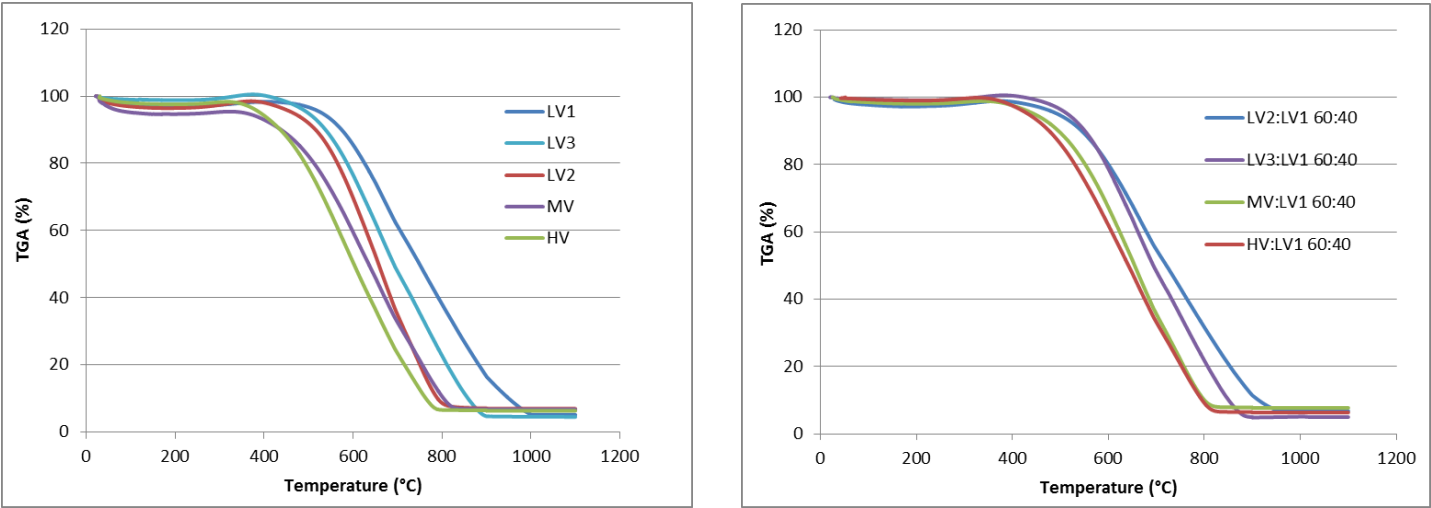 120
100
80
60
40
20
0
TGA (%)
0 200 400 600 800 1000 1200
Temperature (°C)
LV1
LV3
LV2
MV
HV
120
100
80
60
40
20
0
TGA (%)
0 200 400 600 800 1000 1200
Temperature (°C)
LV2:LV1 60:40
LV3:LV1 60:40
MV:LV1 60:40
HV:LV1 60:40